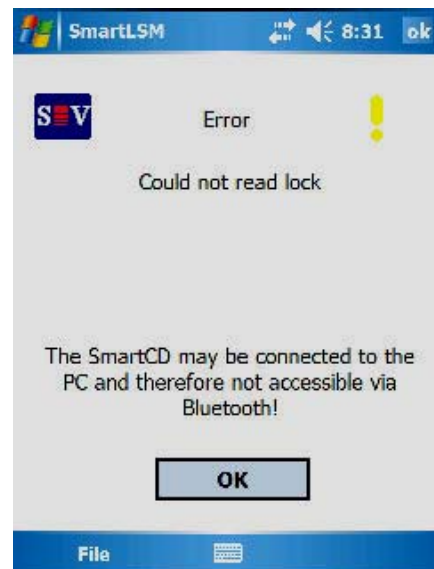 SmartLSM 8:31 ok
S V
Error
Could not read lock
The SmartCD may be connected to the
PC and therefore not accessible via
Bluetooth!
OK
File